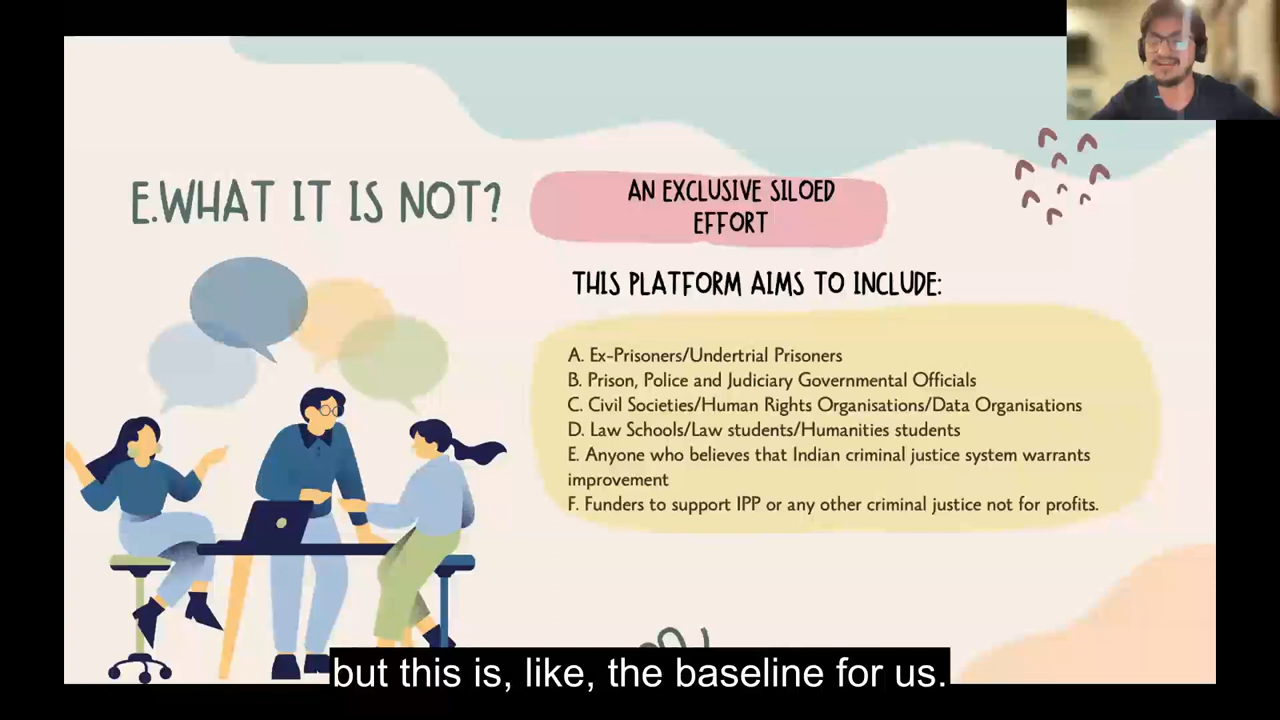 E.WHAT IT IS NOT?
AN EXCLUSIVE SILOED
EFFORT
THIS PLATFORM AIMS TO INCLUDE:
A. Ex-Prisoners/Undertrial Prisoners
B. Prison, Police and Judiciary Governmental Officials
C. Civil Societies/Human Rights Organisations/Data Organisations
D. Law Schools/Law students/Humanities students
E. Anyone who believes that Indian criminal justice system warrants
improvement
F. Funders to support IPP or any other criminal justice not for profits.
but this is, like, the baseline for us.